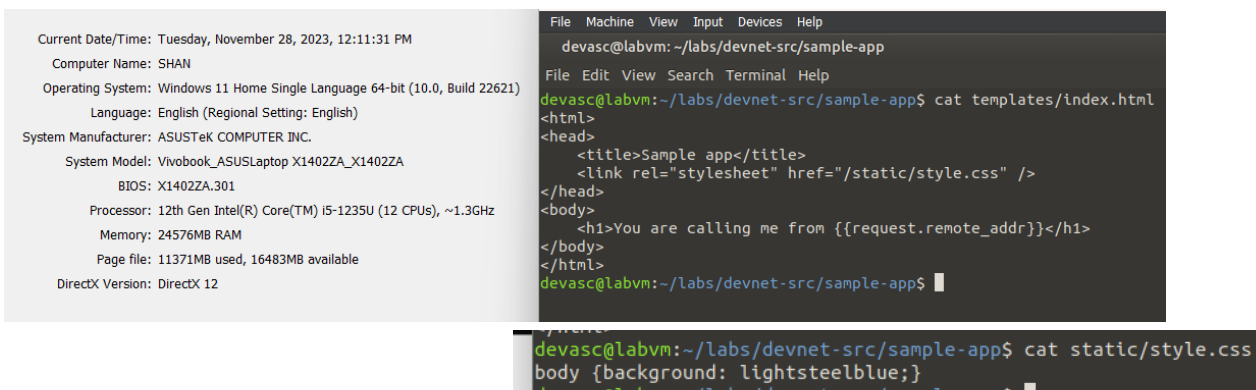 Current Date/Time: Tuesday, November 28, 2023, 12:11:31 PM
Computer Name: SHAN
Operating System: Windows 11 Home Single Language 64-bit (10.0, Build 22621)
Language: English (Regional Setting: English)
System Manufacturer: ASUSTeK COMPUTER INC.
System Model: Vivobook_ASUSLaptop X1402ZA_X1402ZA
BIOS: X1402ZA.301
Processor: 12th Gen Intel(R) Core(TM) i5-1235U (12 CPUs), ~1.3GHz
Memory: 24576MB RAM
Page file: 11371MB used, 16483MB available
DirectX Version: DirectX 12
File Machine View Input Devices Help
devasc@labvm: ~/labs/devnet-src/sample-app
File Edit View Search Terminal Help
devasc@labvm:~/labs/devnet-src/sample-app$ cat templates/index.html
<html>
<head>
    <title>Sample app</title>
    <link rel="stylesheet" href="/static/style.css" />
</head>
<body>
    <h1>You are calling me from {{request.remote_addr}}</h1>
</body>
</html>
devasc@labvm:~/labs/devnet-src/sample-app$
devasc@labvm:~/labs/devnet-src/sample-app$ cat static/style.css
body {background: lightsteelblue;}